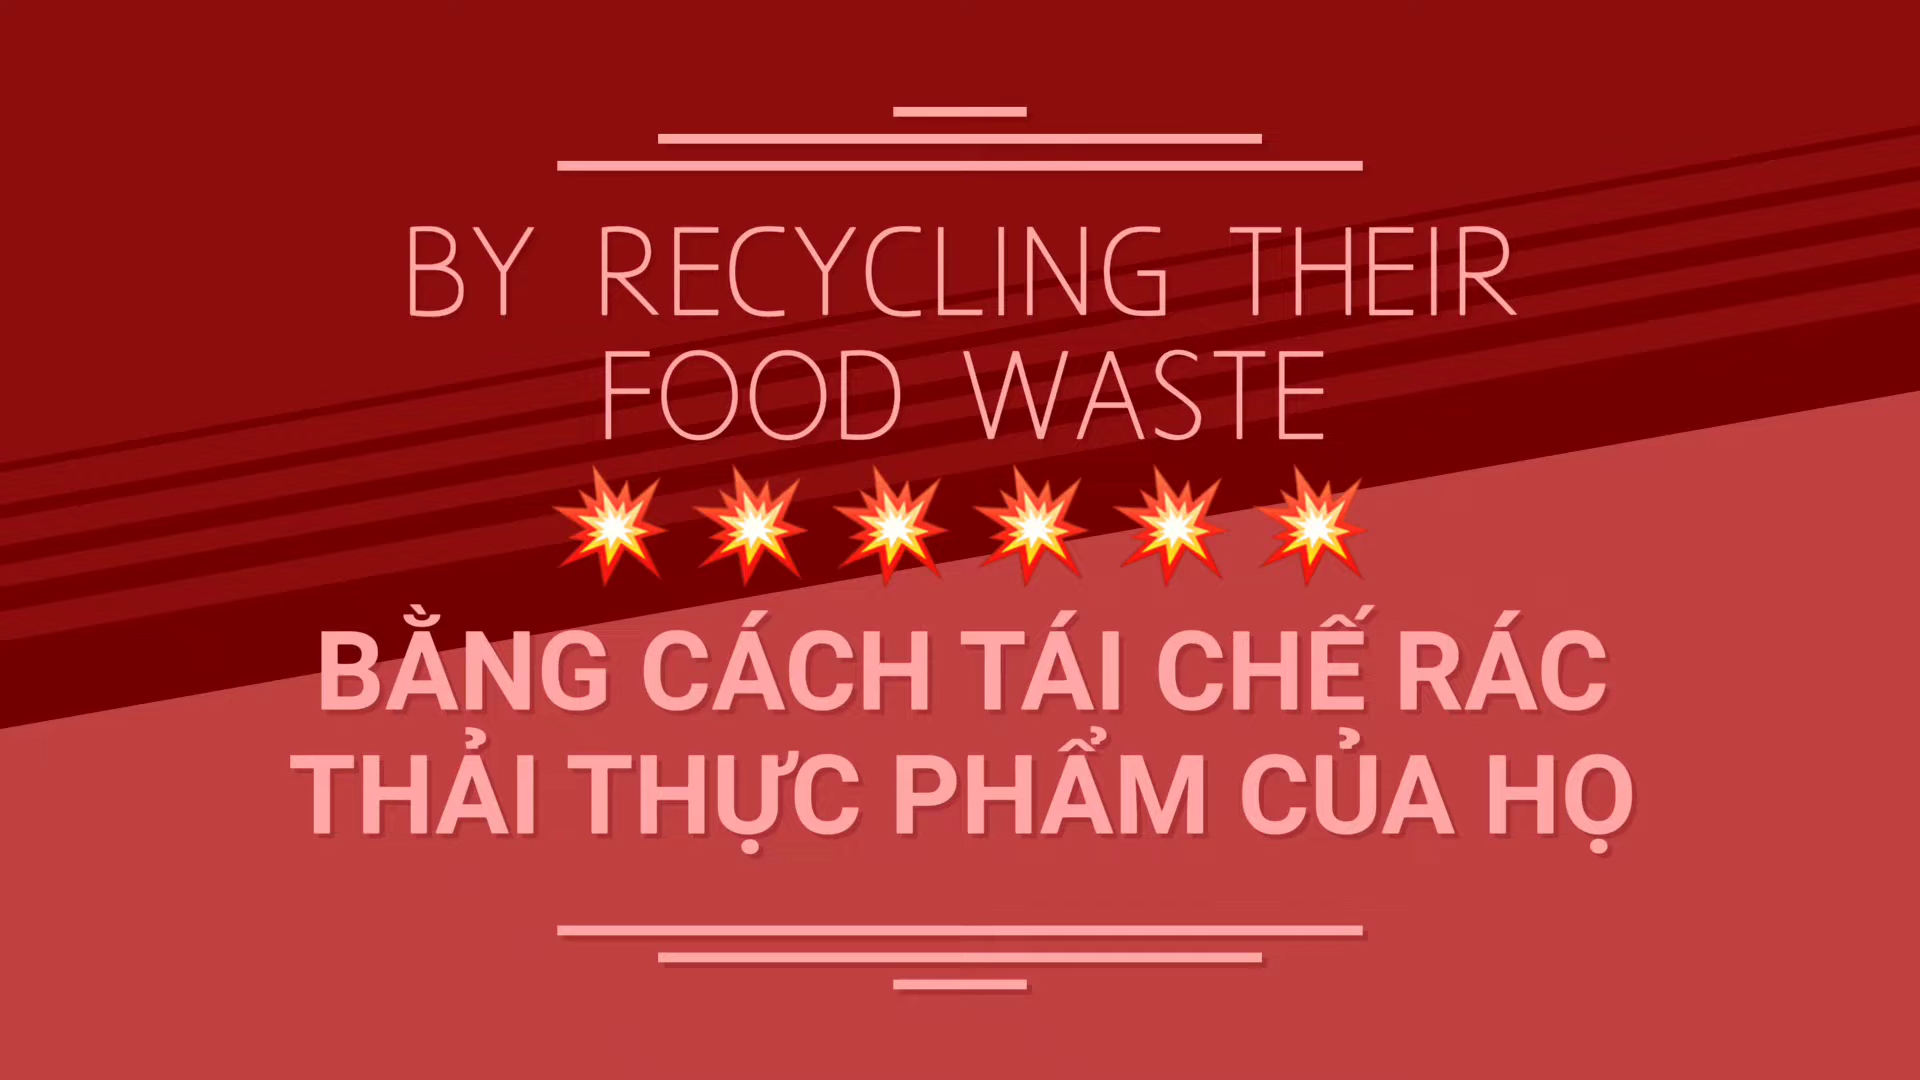 BY RECYCLING THEIR
FOOD WASTE
💥💥💥💥💥💥
BẰNG CÁCH TÁI CHẾ RÁC
THẢI THỰC PHẨM CỦA HỌ